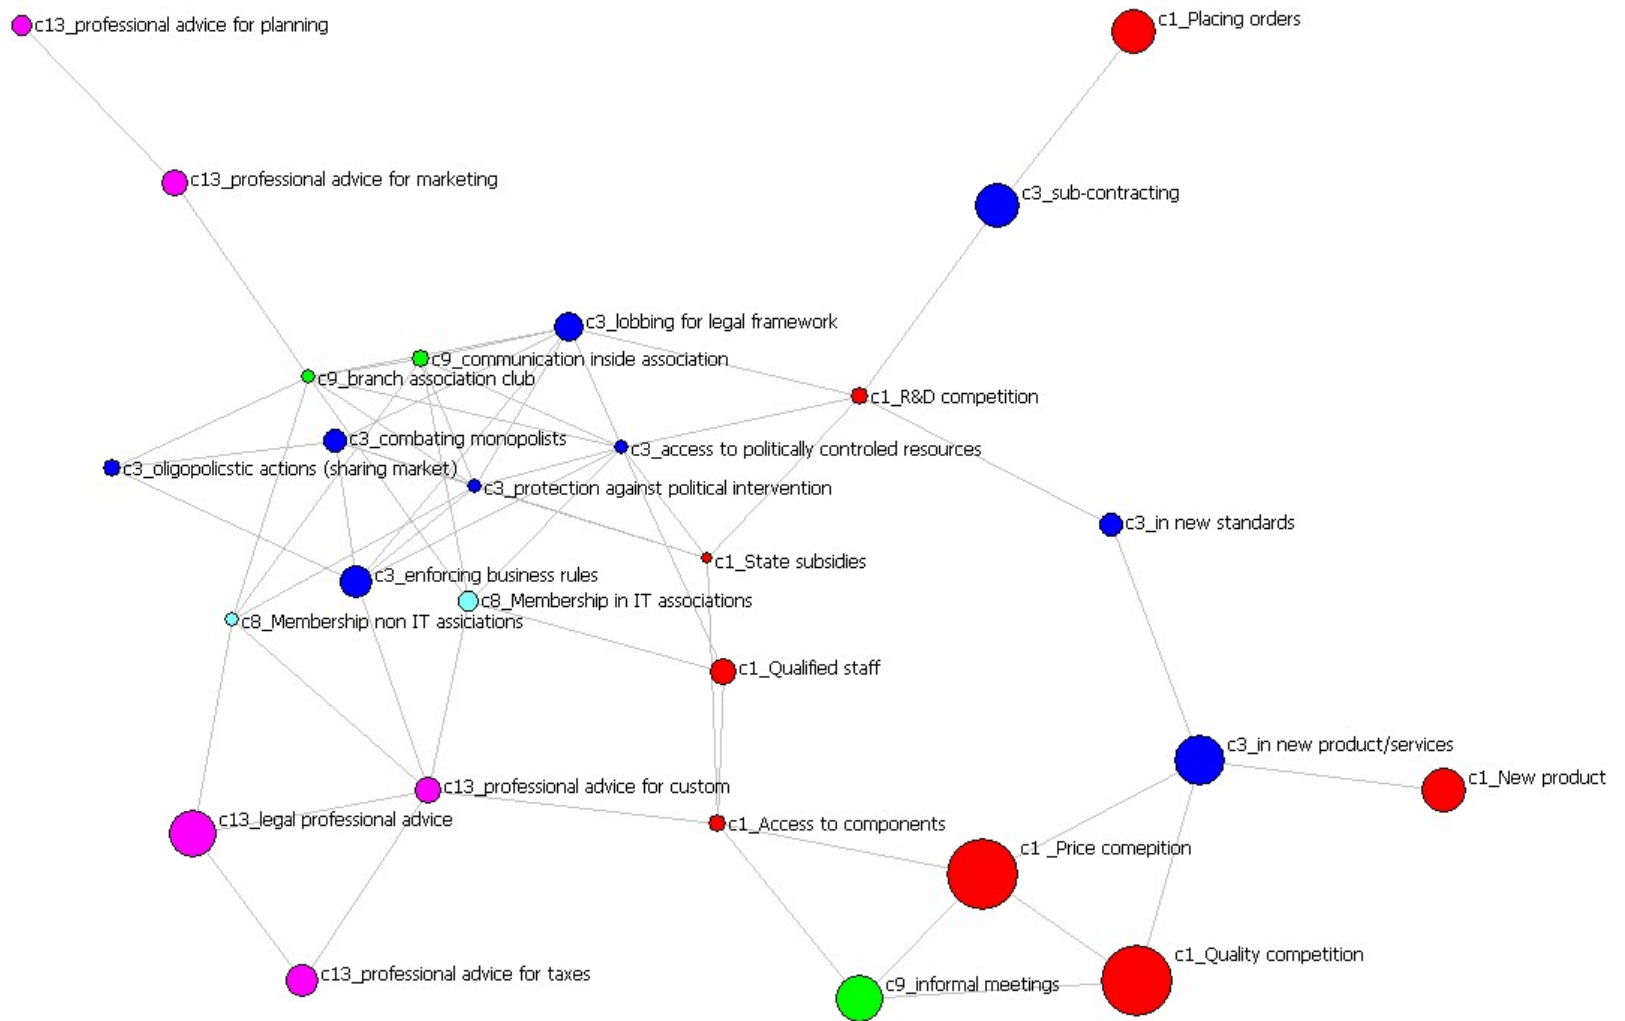 c1_Placing orders
c13_professional advice for planning
c13_professional advice for marketing
c3_sub-contracting
c3_lobbing for legal framework
c9_communication inside association
c9_branch association club
c1_R&D competition
c3_combating monopolists
c3_access to politically controled resources
c3_oligopolicstic actions (sharing market)
c3_protection against political intervention
c3_in new standards
c1_State subsidies
c3_enforcing business rules
c8_Membership in IT associations
c8_Membership non IT assiciations
c1_Qualified staff
c3_in new product/services
c1_New product
c13_professional advice for custom
c13_legal professional advice
c1_Access to components
c1 _Price comepition
c1_Quality competition
c13_professional advice for taxes
c9_informal meetings